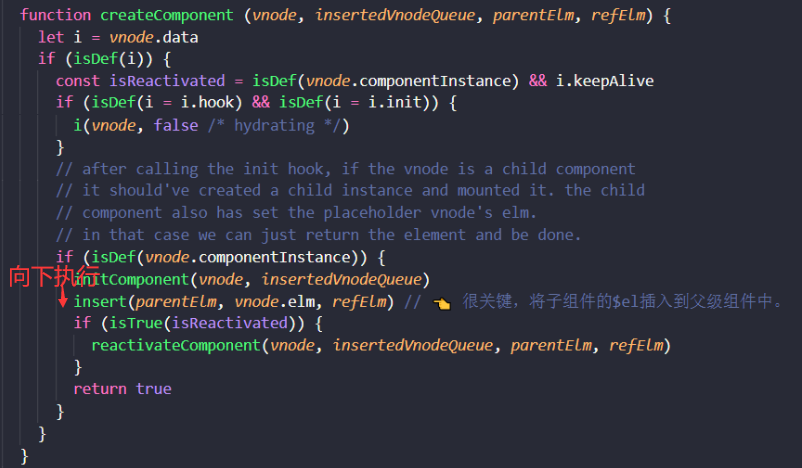 function createComponent (vnode, insertedVnodeQueue, parentElm, refElm) {
let i = vnode.data
if (isDef(i)) {
const isReactivated = isDef(vnode.componentInstance) && i.keepAlive
if (isDef(i = i.hook) && isDef(i = i.init)) {
i(vnode, false /* hydrating */)
}
// after calling the init hook, if the vnode is a child component
// it should've created a child instance and mounted it. the child
// component also has set the placeholder vnode's elm.
// in that case we can just return the element and be done.
if (isDef(vnode.componentInstance)) {
向下执行
initComponent(vnode, insertedVnodeQueue)
insert(parentElm, vnode.elm, refElm) // 👈 很关键，将子组件的$el插入到父级组件中。
if (isTrue(isReactivated)) {
reactivateComponent(vnode, insertedVnodeQueue, parentElm, refElm)
}
return true
}
}
}